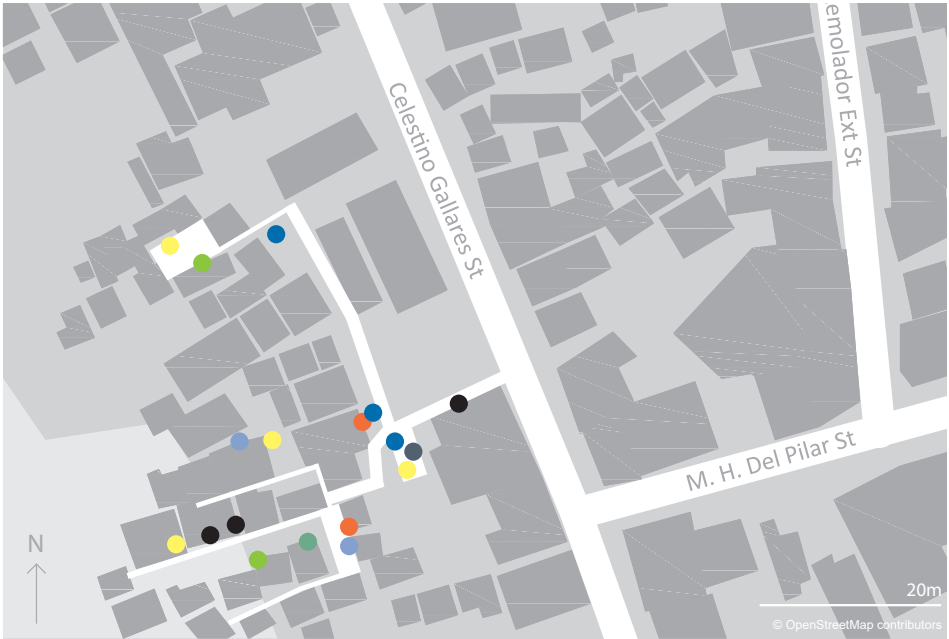 emolador Ext St
Celestino Gallares St
M. H. Del Pilar St
N
20m
© OpenStreetMap contributors